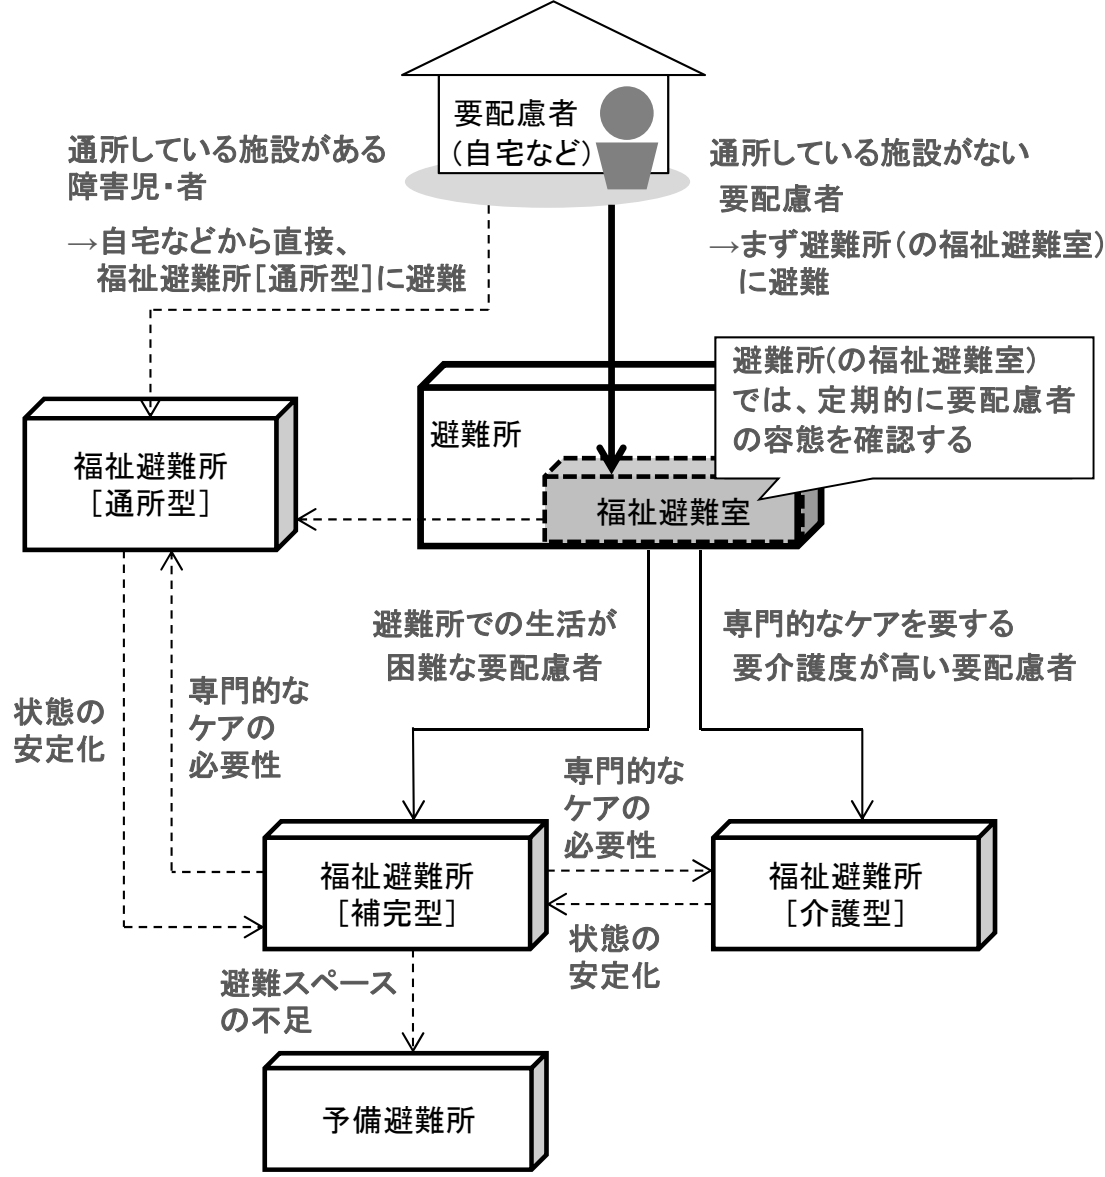 要配慮者
(自宅など)
通所している施設がある
障害児・者
→自宅などから直接、
福祉避難所［通所型］に避難
通所している施設がない
要配慮者
→まず避難所（の福祉避難室）
に避難
避難所(の福祉避難室)
では、定期的に要配慮者
の容態を確認する
避難所
福祉避難室
福祉避難所
［通所型］
避難所での生活が
困難な要配慮者
専門的なケアを要する
要介護度が高い要配慮者
状態の
安定化
専門的な
ケアの
必要性
専門的な
ケアの
必要性
福祉避難所
［補完型］
福祉避難所
［介護型］
状態の
安定化
避難スペース
の不足
予備避難所